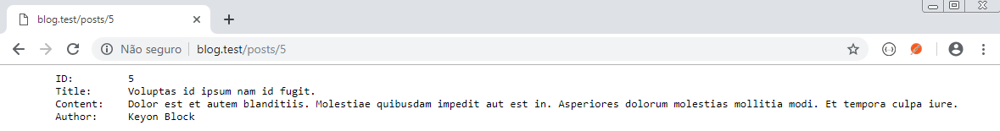 blog.test/posts/5
Não seguro blog.test/posts/5
ID: 5
Title: Voluptas id ipsum nam id fugit.
Content: Dolor est et autem blanditiis. Molestiae quibusdam impedit aut est in. Asperiores dolorum molestias mollitia modi. Et tempora culpa iure.
Author: Keyon Block